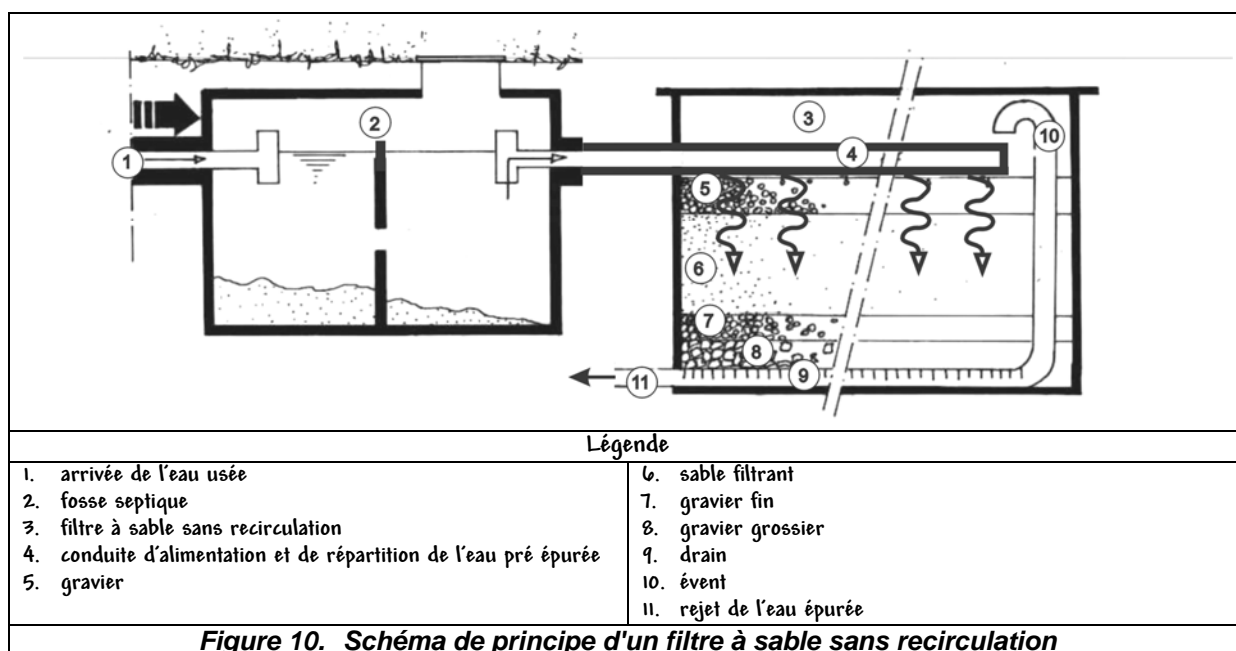 2
3
10
1
4
5
6
7
8
9
11
Légende
1. arrivée de l'eau usée
2. fosse septique
3. filtre à sable sans recirculation
4. conduite d'alimentation et de répartition de l'eau pré épurée
5. gravier
6. sable filtrant
7. gravier fin
8. gravier grossier
9. drain
10. évent
11. rejet de l'eau épurée
Figure 10. Schéma de principe d'un filtre à sable sans recirculation